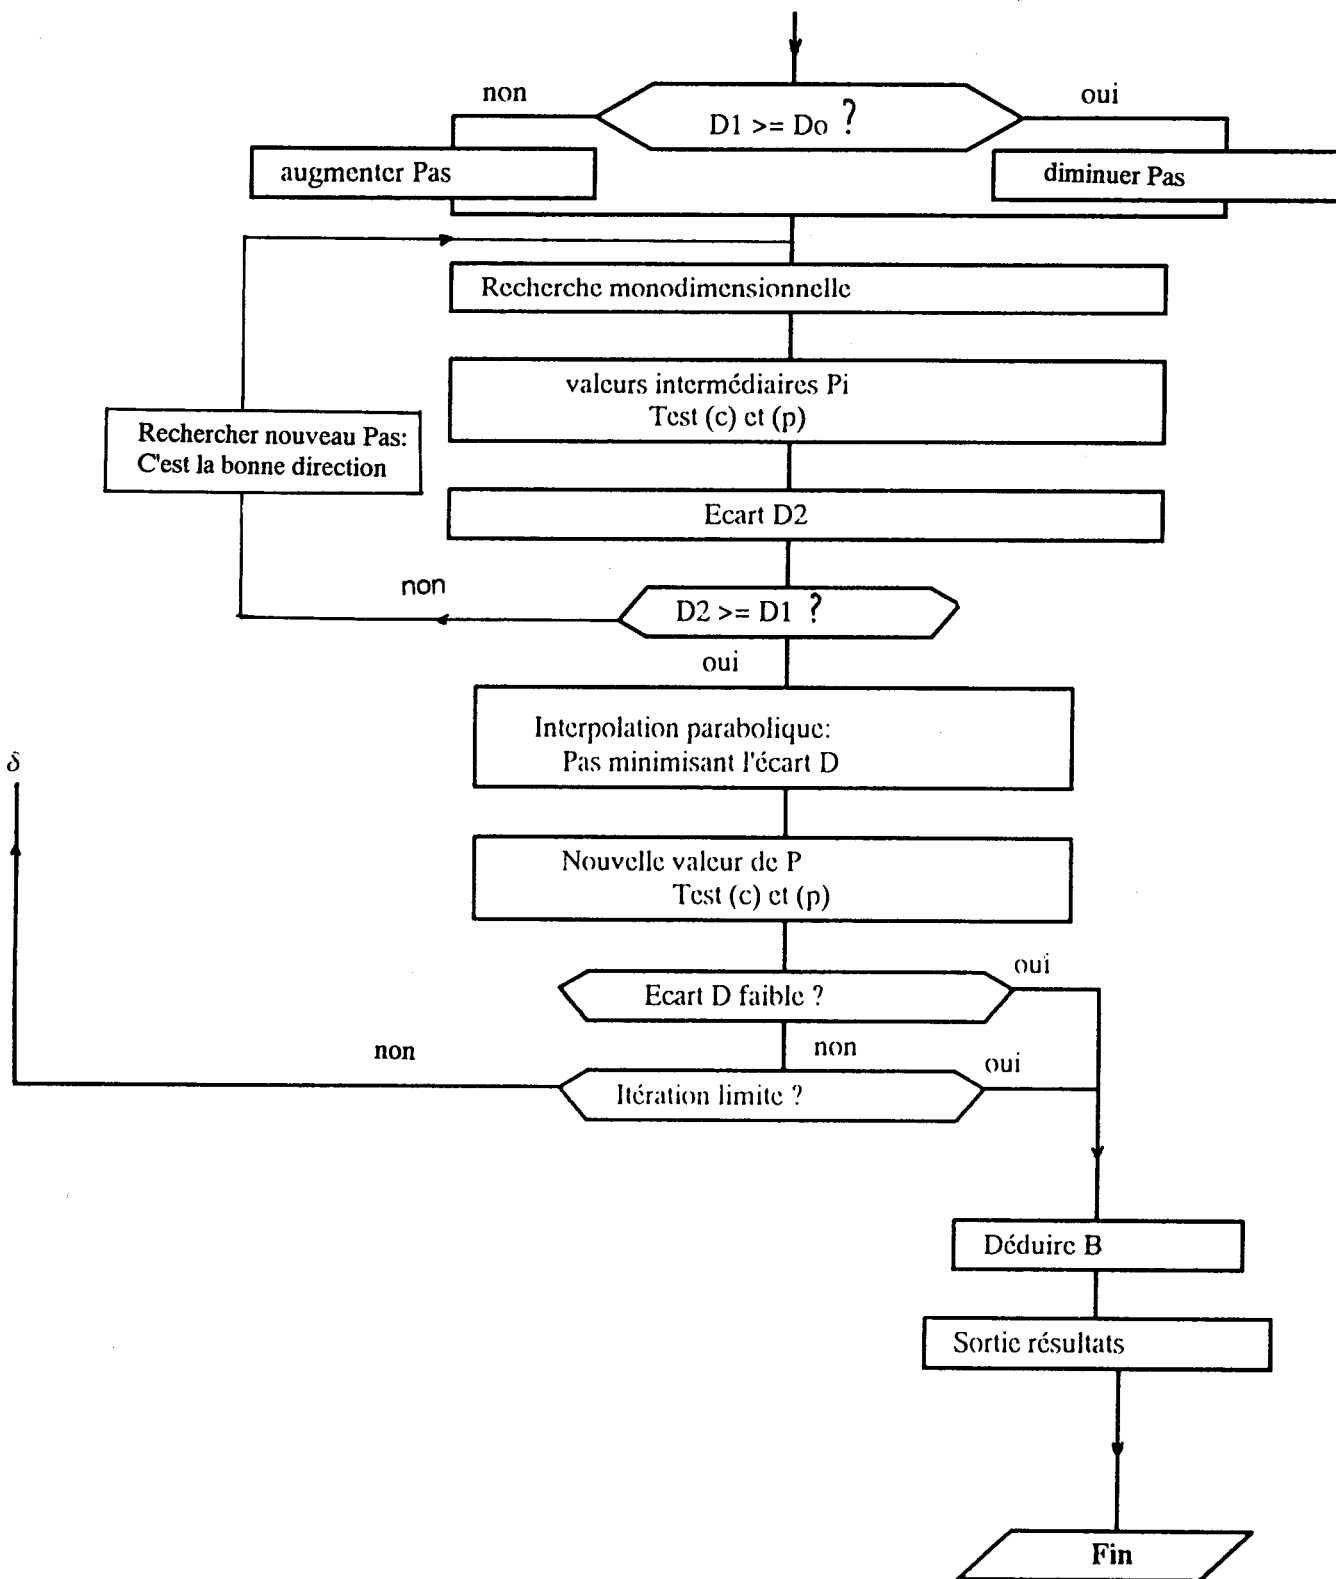 non
oui
D1 >= Do ?
augmenter Pas
diminuer Pas
Recherche monodimensionnelle
valeurs intermédiaires Pi
Test (c) et (p)
Rechercher nouveau Pas:
C'est la bonne direction
Ecart D2
non
D2 >= D1 ?
oui
Interpolation parabolique:
Pas minimisant l'écart D
δ
Nouvelle valeur de P
Test (c) et (p)
oui
Ecart D faible ?
non
non
oui
Itération limite ?
Déduire B
Sortie résultats
Fin